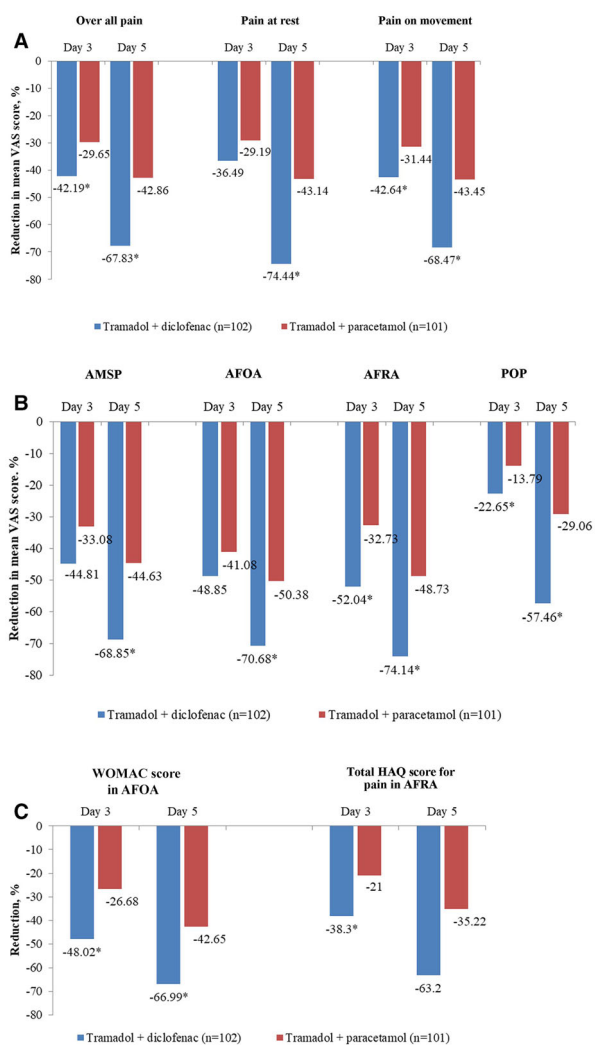 A
Over all pain
Pain at rest
Pain on movement
Day 3
Day 5
Day 3
Day 5
Day 3
Day 5
Reduction in mean VAS score, %
0
-10
-20
-30
-40
-50
-60
-70
-80
-42.19*
-29.65
-67.83*
-42.86
-36.49
-29.19
-74.44*
-43.14
-42.64*
-31.44
-68.47*
-43.45
Tramadol + diclofenac (n=102)
Tramadol + paracetamol (n=101)
B
AMSP
AFOA
AFRA
POP
Day 3
Day 5
Day 3
Day 5
Day 3
Day 5
Day 3
Day 5
Reduction in mean VAS score. %
0
-10
-20
-30
-40
-50
-60
-70
-80
-44.81
-33.08
-68.85*
-44.63
-48.85
-41.08
-70.68*
-50.38
-52.04*
-32.73
-74.14*
-48.73
-22.65*
-13.79
-57.46*
-29.06
Tramadol + diclofenac (n=102)
Tramadol + paracetamol (n=101)
C
WOMAC score
in AFOA
Total HAQ score for
pain in AFRA
Day 3
Day 5
Day 3
Day 5
Reduction, %
0
-10
-20
-30
-40
-50
-60
-70
-80
-48.02*
-26.68
-66.99*
-42.65
-38.3*
-21
-63.2
-35.22
Tramadol + diclofenac (n=102)
Tramadol + paracetamol (n=101)